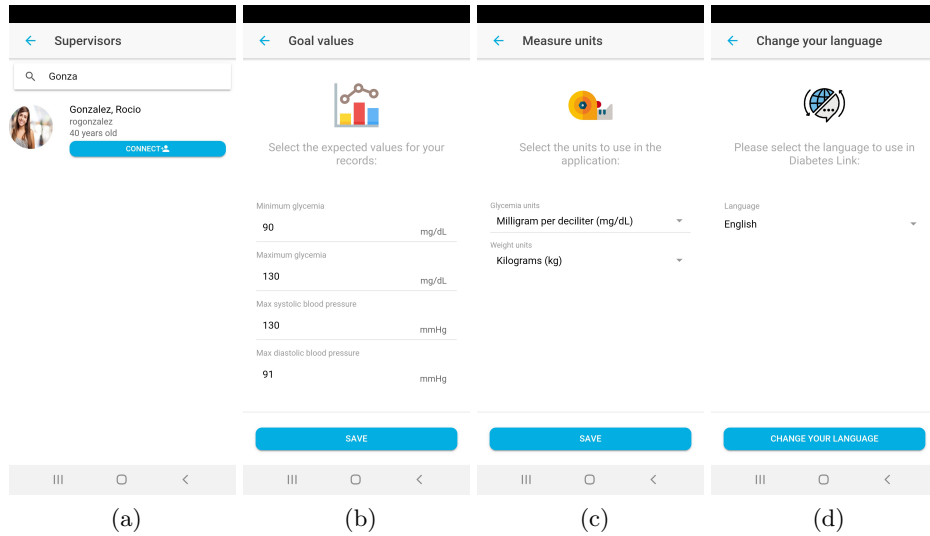 Supervisors
Gonza
Gonzalez, Rocio
rogonzalez
40 years old
CONNECT
(a)
Goal values
Select the expected values for your
records:
Minimum glycemia
90 mg/dL
Maximum glycemia
130 mg/dL
Max systolic blood pressure
130 mmHg
Max diastolic blood pressure
91 mmHg
SAVE
(b)
Measure units
Select the units to use in the
application:
Glycemia units
Milligram per deciliter (mg/dL)
Weight units
Kilograms (kg)
SAVE
(c)
Change your language
Please select the language to use in
Diabetes Link:
Language
English
CHANGE YOUR LANGUAGE
(d)